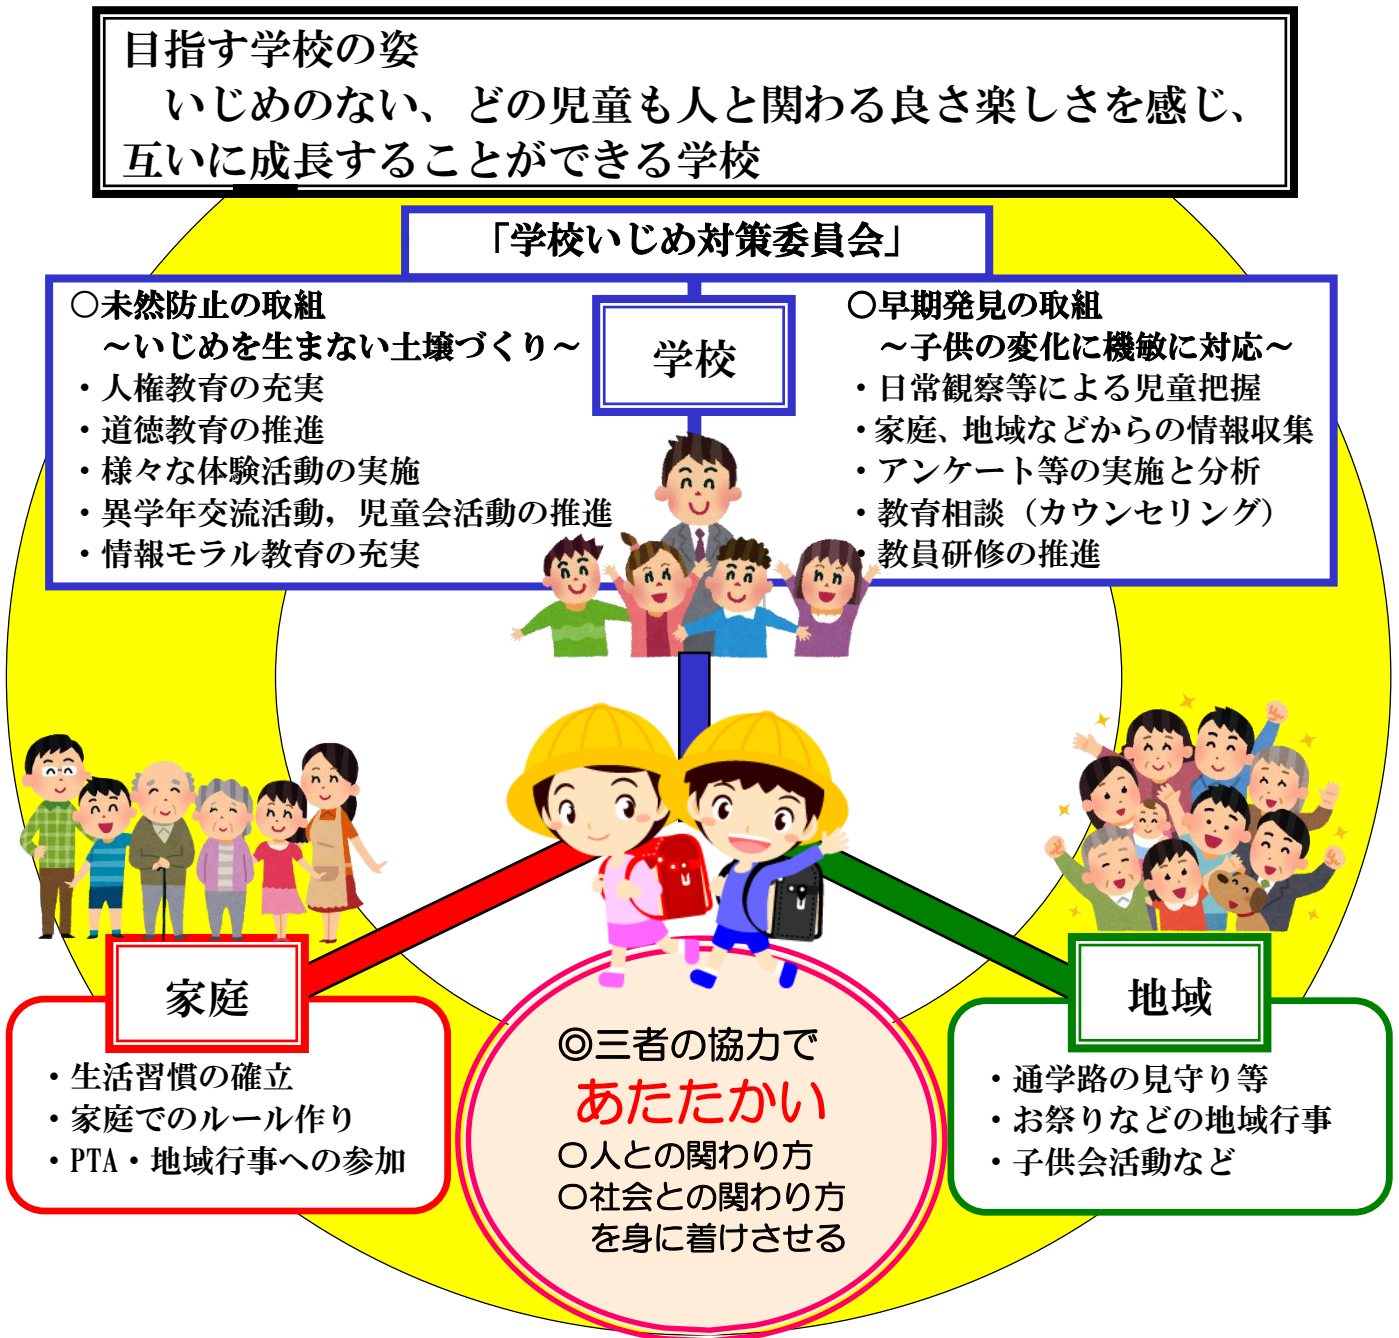 目指す学校の姿
いじめのない、どの児童も人と関わる良さ楽しさを感じ、
互いに成長することができる学校
「学校いじめ対策委員会」
〇未然防止の取組
～いじめを生まない土壌づくり～
・人権教育の充実
・道徳教育の推進
・様々な体験活動の実施
・異学年交流活動，児童会活動の推進
・情報モラル教育の充実
学校
〇早期発見の取組
～子供の変化に機敏に対応～
・日常観察等による児童把握
・家庭、地域などからの情報収集
・アンケート等の実施と分析
・教育相談（カウンセリング）
・教員研修の推進
家庭
・生活習慣の確立
・家庭でのルール作り
・PTA・地域行事への参加
◎三者の協力で
あたたかい
〇人との関わり方
〇社会との関わり方
を身に着けさせる
地域
・通学路の見守り等
・お祭りなどの地域行事
・子供会活動など